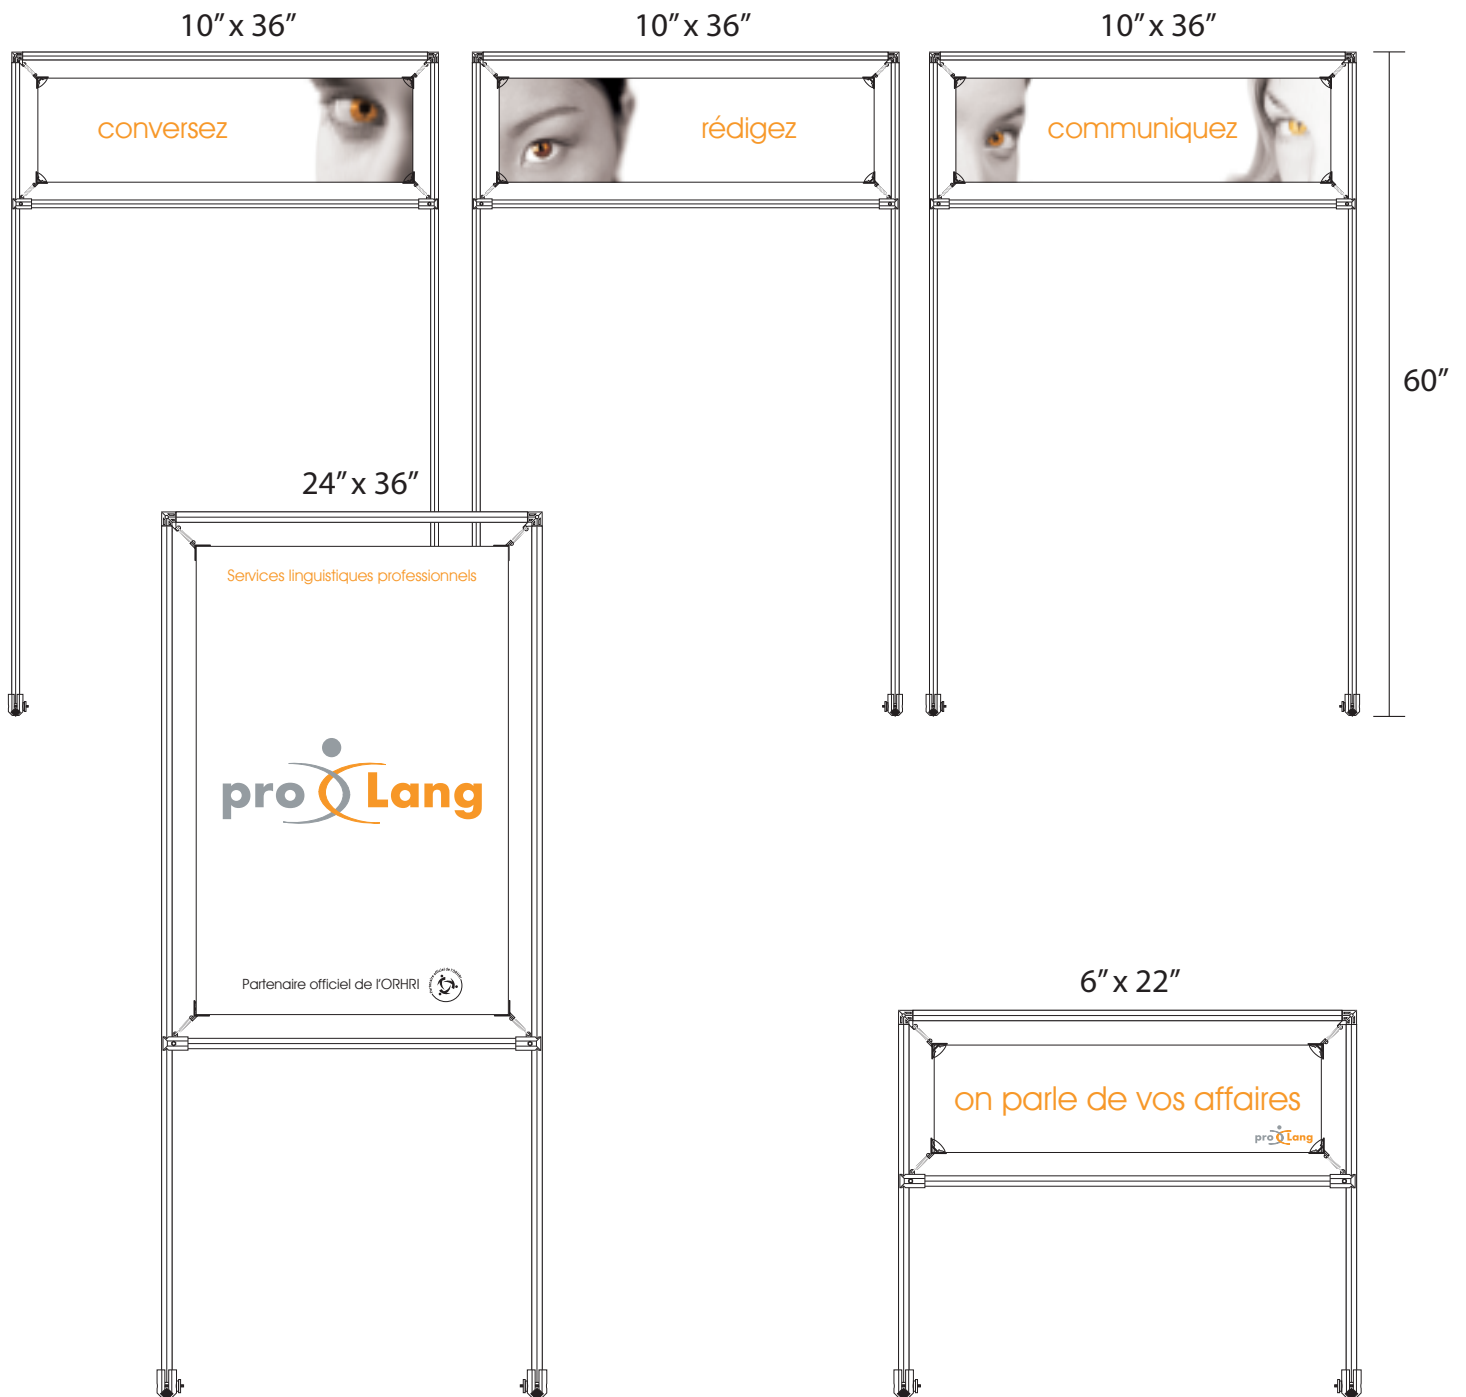 10” x 36”
10” x 36”
10” x 36”
conversez
rédigez
communiquez
60”
24” x 36”
Services linguistiques professionnels
pro Lang
Partenaire officiel de l'ORHRI
6” x 22”
on parle de vos affaires
pro Lang